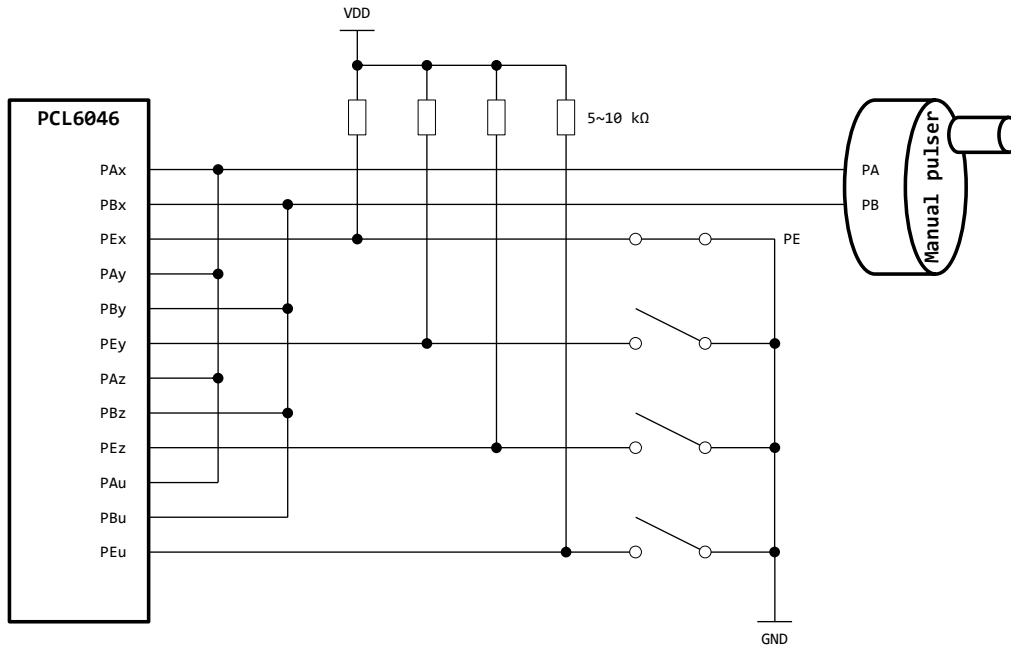 VDD
5~10 kΩ
PCL6046
PAx
PBx
PEx
PAy
PBy
PEy
PAz
PBz
PEz
PAu
PBu
PEu
PA
PB
Manual pulser
PE
GND